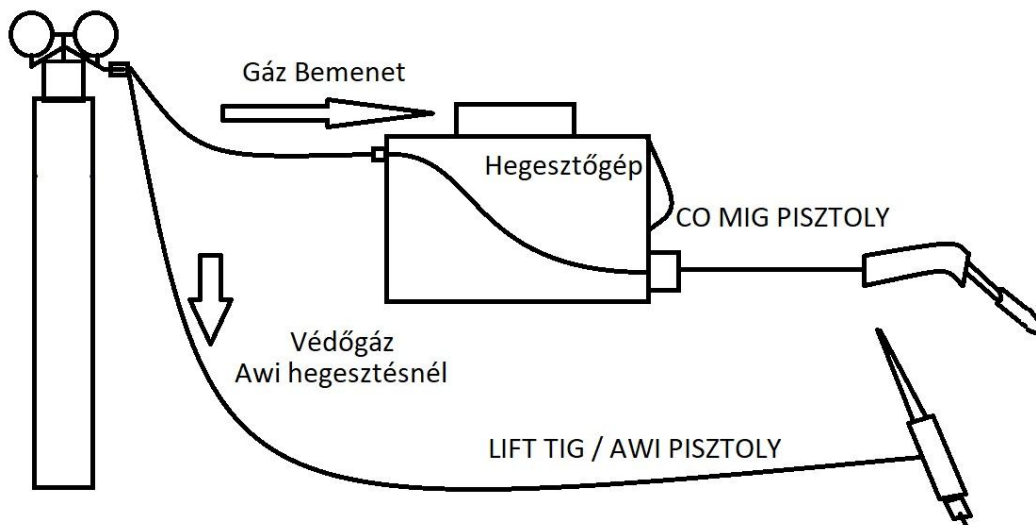 Gáz Bemenet
Hegesztőgép
CO MIG PISZTOLY
Védőgáz
Awi hegesztésnél
LIFT TIG / AWI PISZTOLY